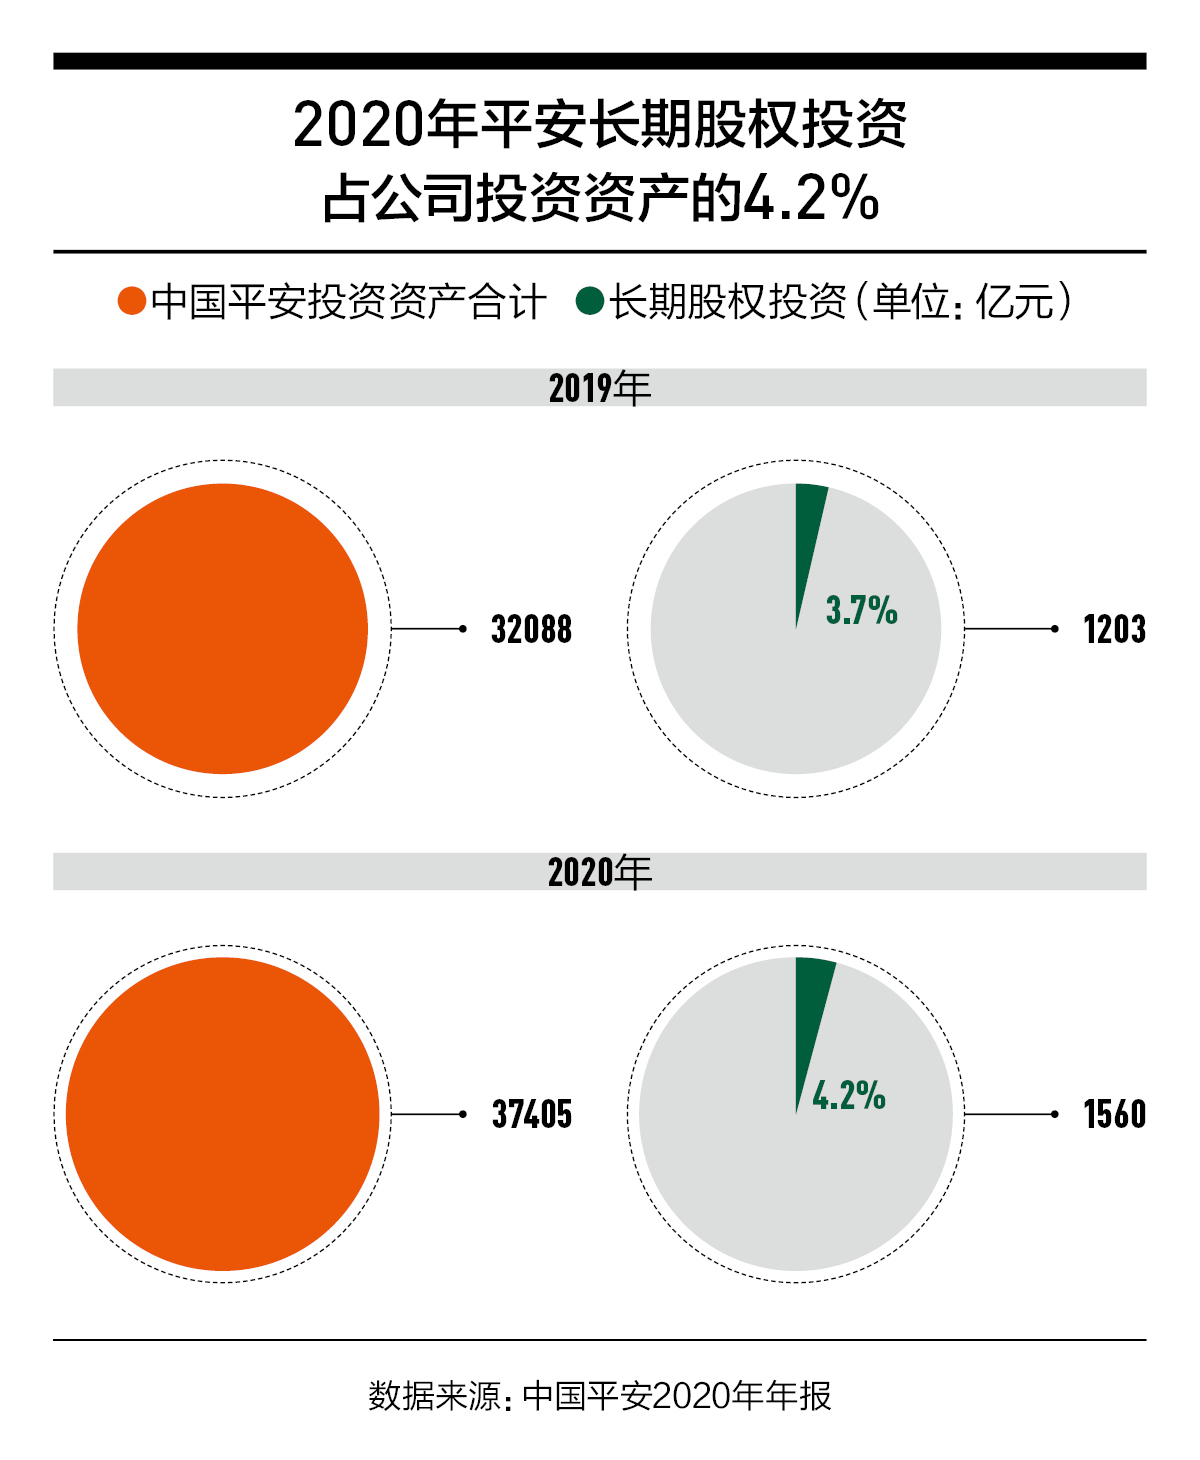 2020年平安长期股权投资
占公司投资资产的4.2%
中国平安投资资产合计 长期股权投资(单位:亿元)
2019年
32088
3.7%
1203
2020年
37405
4.2%
1560
数据来源:中国平安2020年年报